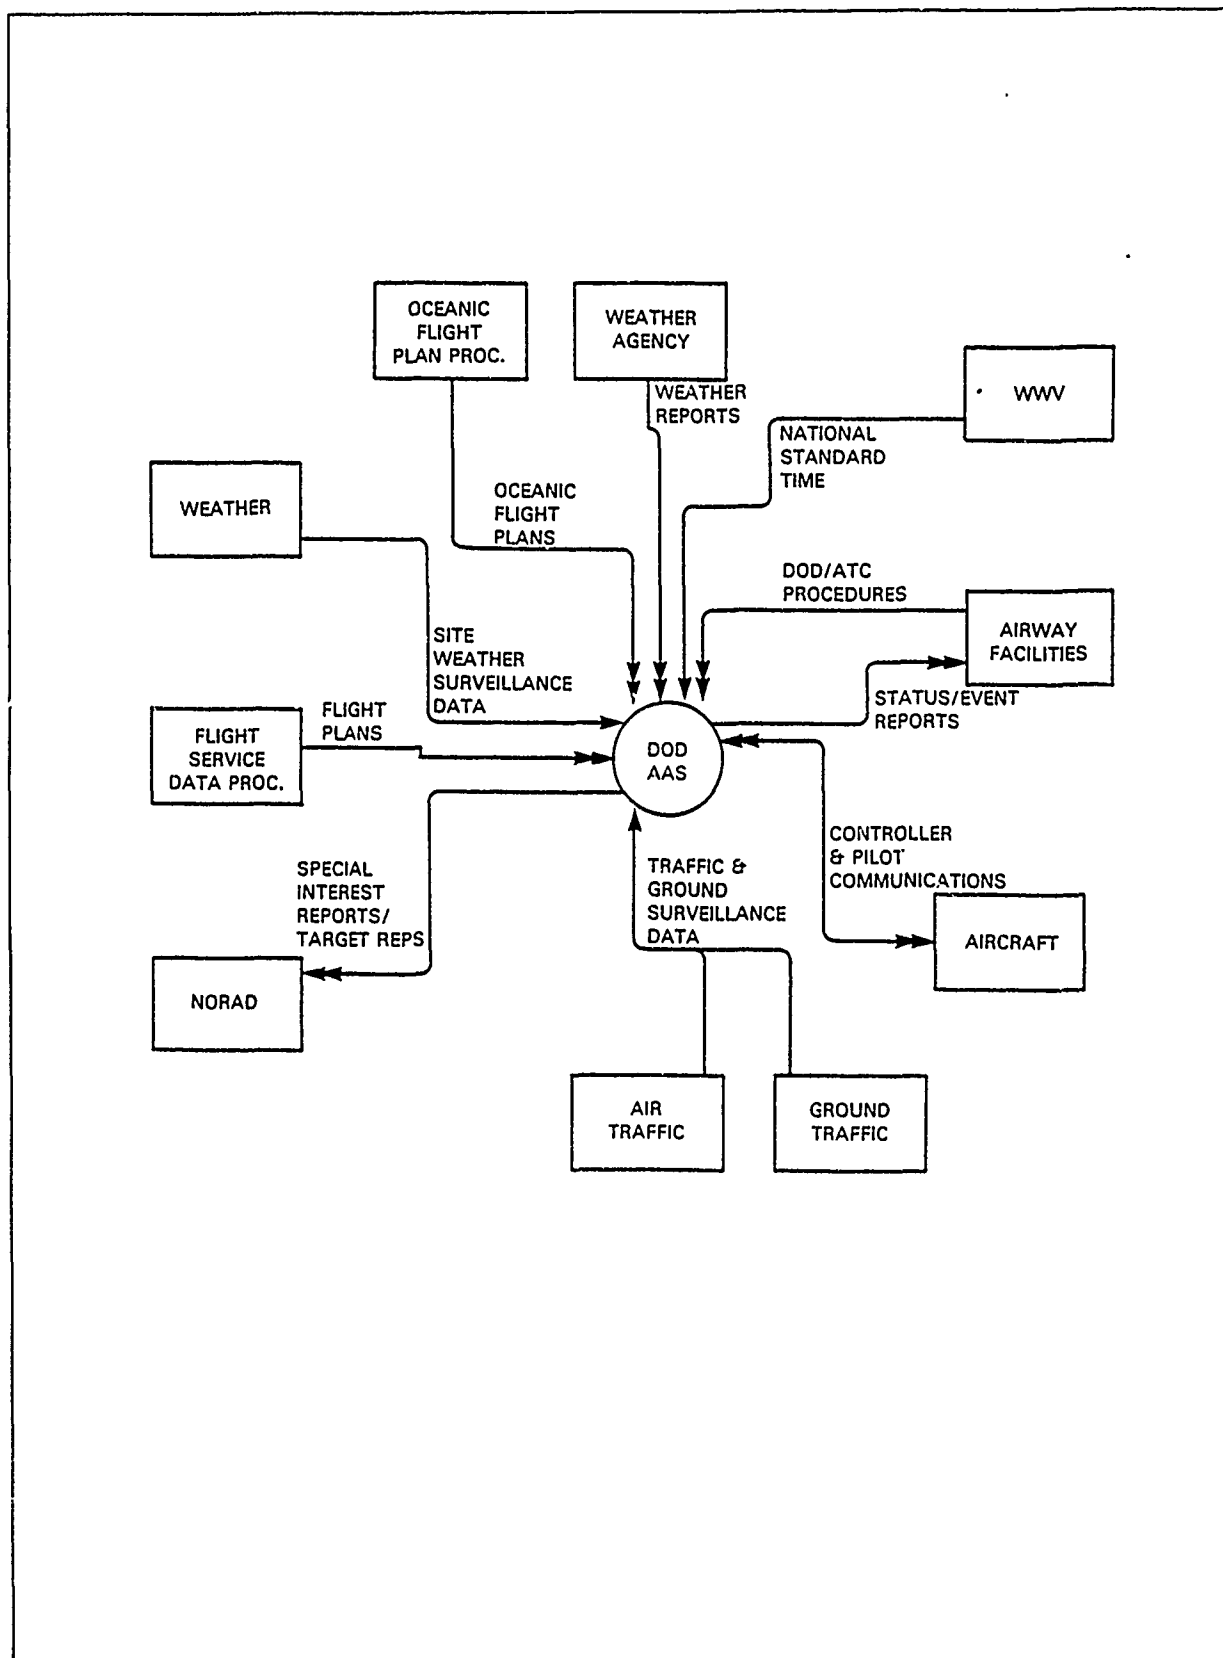 OCEANIC
FLIGHT
PLAN PROC.
WEATHER
AGENCY
WWV
WEATHER
REPORTS
NATIONAL
STANDARD
TIME
WEATHER
OCEANIC
FLIGHT
PLANS
DOD/ATC
PROCEDURES
AIRWAY
FACILITIES
SITE
WEATHER
SURVEILLANCE
DATA
STATUS/EVENT
REPORTS
FLIGHT
PLANS
FLIGHT
SERVICE
DATA PROC.
DOD
AAS
CONTROLLER
& PILOT
COMMUNICATIONS
SPECIAL
INTEREST
REPORTS/
TARGET REPS
TRAFFIC &
GROUND
SURVEILLANCE
DATA
AIRCRAFT
NORAD
AIR
TRAFFIC
GROUND
TRAFFIC